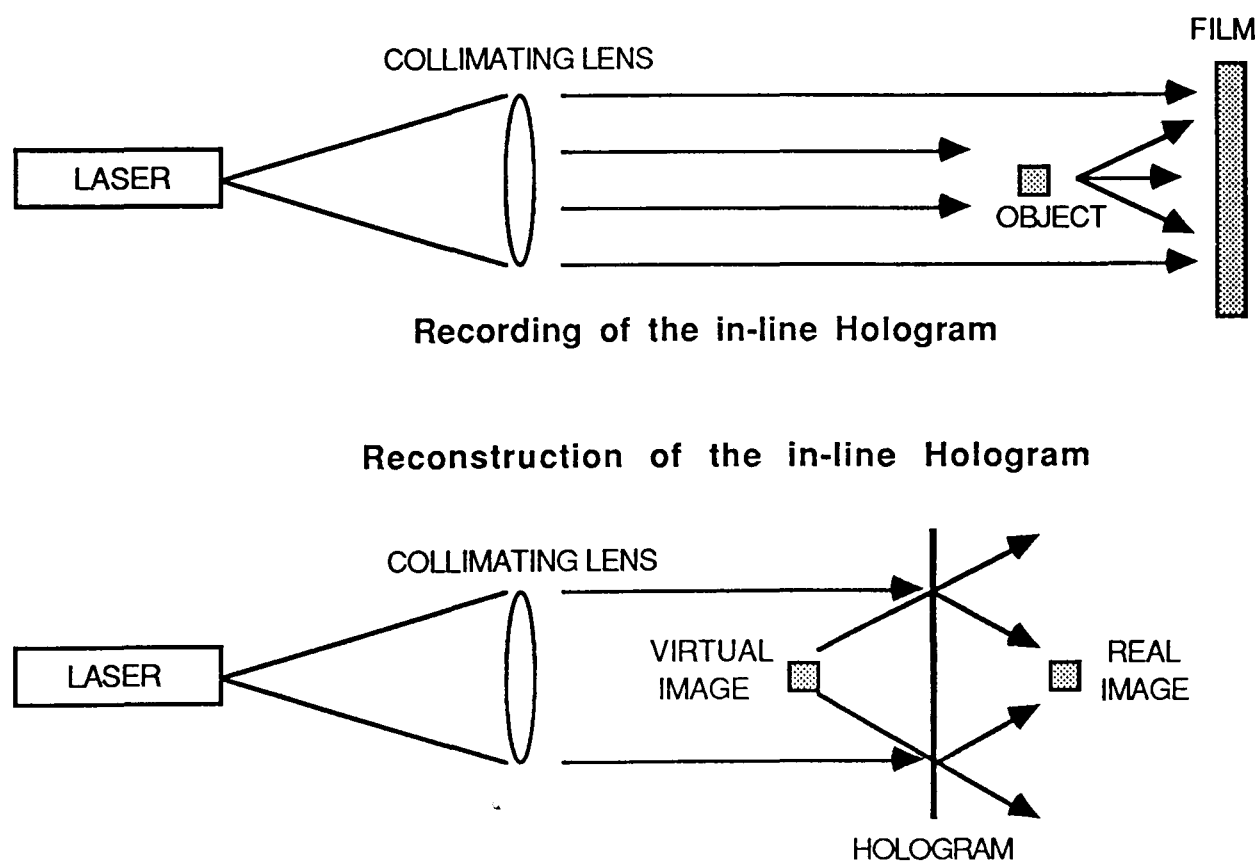 FILM
COLLIMATING LENS
LASER
OBJECT
Recording of the in-line Hologram
Reconstruction of the in-line Hologram
COLLIMATING LENS
LASER
VIRTUAL
IMAGE
REAL
IMAGE
HOLOGRAM